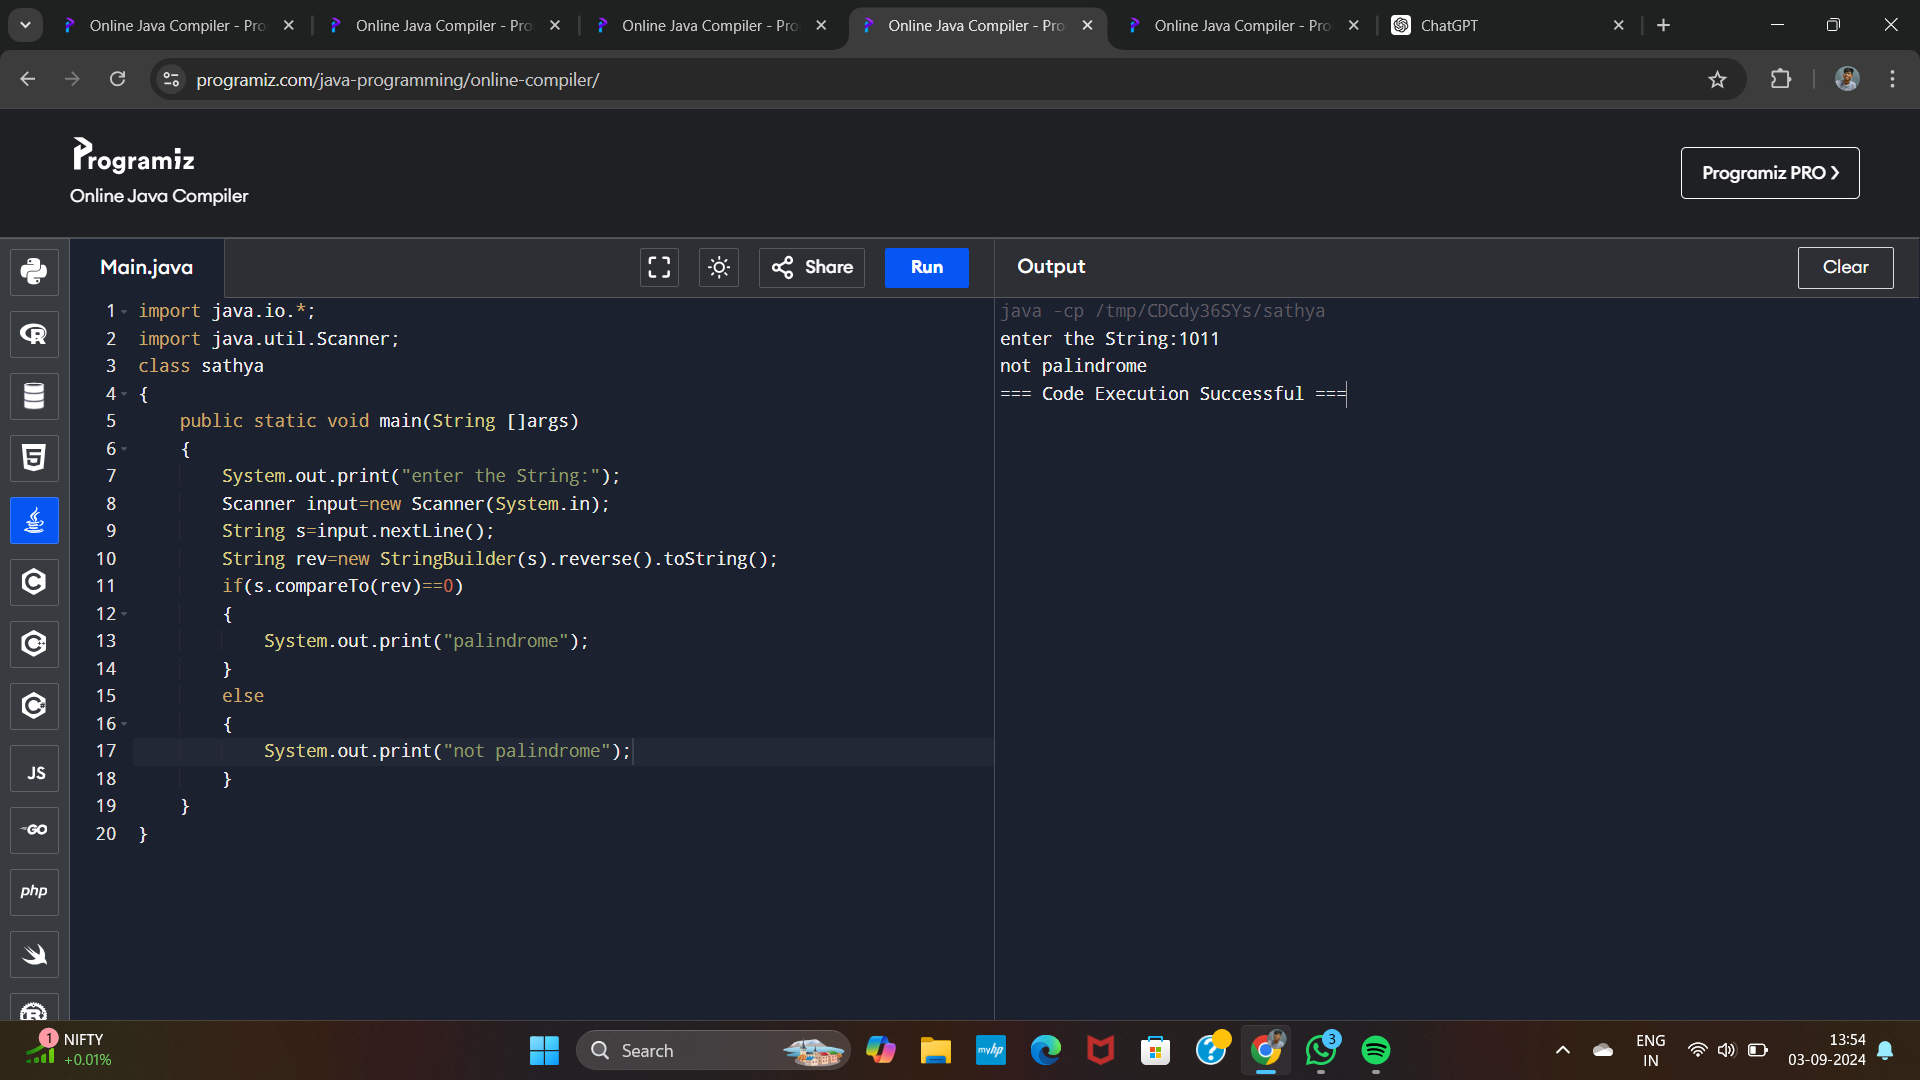 Online Java Compiler - Pro
Online Java Compiler - Pro
Online Java Compiler - Pro
Online Java Compiler - Pro
Online Java Compiler - Pro
ChatGPT
programiz.com/java-programming/online-compiler/
Programiz
Online Java Compiler
Programiz PRO
Main.java
Share
Run
Output
Clear
1 import java.io.*;
2 import java.util.Scanner;
3 class sathya
4 {
5 public static void main(String []args)
6 {
7 System.out.print("enter the String:");
8 Scanner input=new Scanner(System.in);
9 String s=input.nextLine();
10 String rev=new StringBuilder(s).reverse().toString();
11 if(s.compareTo(rev)==0)
12 {
13 System.out.print("palindrome");
14 }
15 else
16 {
17 System.out.print("not palindrome");
18 }
19 }
20 }
java -cp /tmp/CDCdy36SYs/sathya
enter the String:1011
not palindrome
=== Code Execution Successful ===
JS
GO
php
1
NIFTY
+0.01%
Search
myhp
3
ENG
IN
13:54
03-09-2024